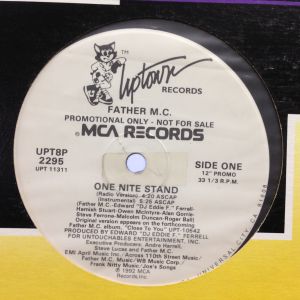 TM
Uptown
RECORDS
FATHER M.C.
PROMOTIONAL ONLY - NOT FOR SALE
MCA RECORDS
UPT8P
2295
UPT 11311
SIDE ONE
12" PROMO
33 1/3 R.P.M.
ONE NITE STAND
(Radio Version) 4:20 ASCAP
(Instrumental) 5:25 ASCAP
(Father M.C.-Edward "DJ Eddie F." Ferrell-
Hamish Stuart-Owen McIntyre-Alan Gorrie-
Steve Ferrone-Malcolm Duncan-Roger Ball)
Original version appears on the forthcoming
Father M.C. album, "Close To You" UPT-10542
PRODUCED BY EDWARD "DJ EDDIE F." FERRELL
FOR UNTOUCHABLES ENTERTAINMENT, INC.
Executive Producers: Andre Harrell,
Steve Lucas and Father M.C.
EMI April Music Inc./Across 110th Street Music/
Father M.C. Music/ WB Music Corp./
Frank Nitty Music/Joe's Songs
℗ 1992 MCA
Records, Inc.